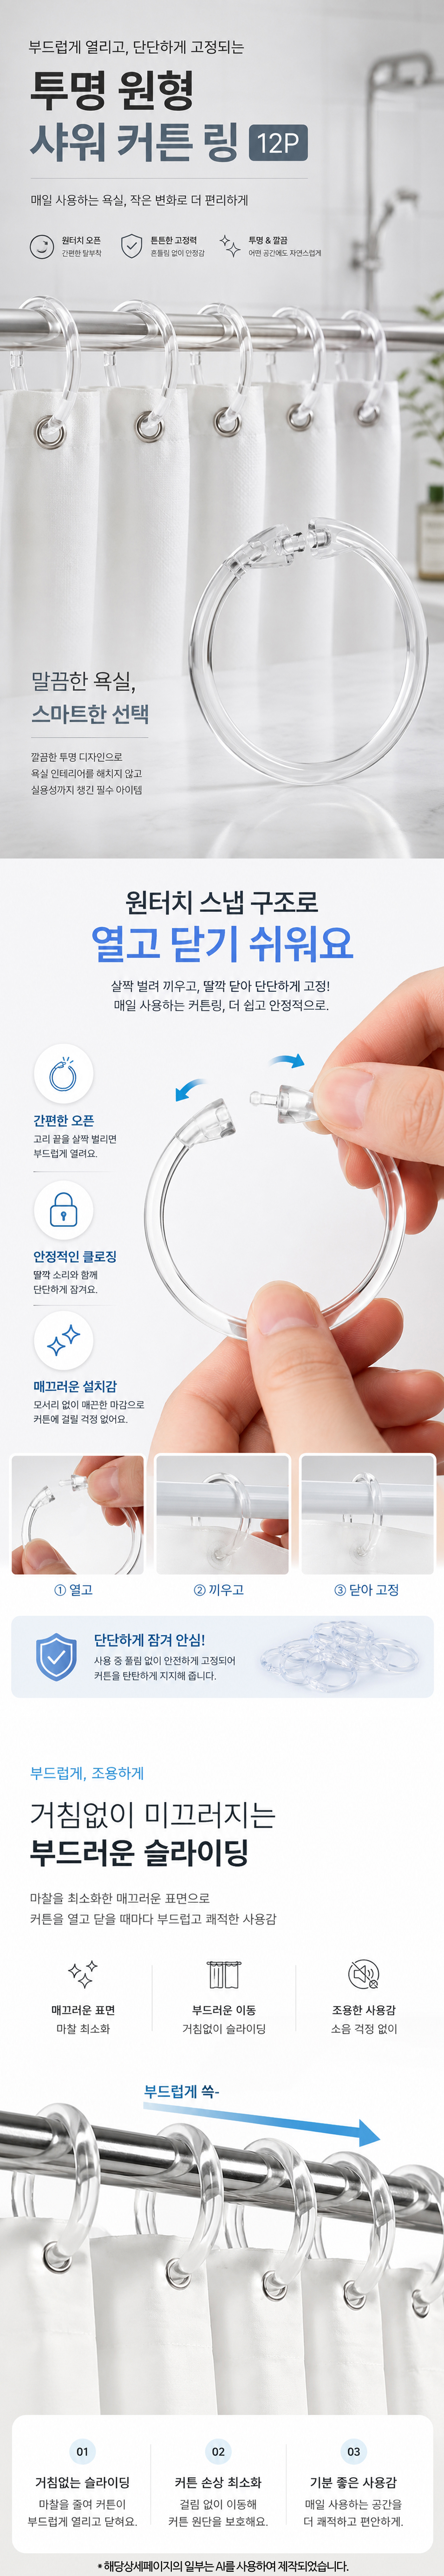 부드럽게 열리고, 단단하게 고정되는
투명 원형
샤워 커튼 링 12P
매일 사용하는 욕실, 작은 변화로 더 편리하게
원터치 오픈
간편한 탈부착
튼튼한 고정력
흔들림 없이 안정감
투명 & 깔끔
어떤 공간에도 자연스럽게
말끔한 욕실,
스마트한 선택
깔끔한 투명 디자인으로
욕실 인테리어를 해치지 않고
실용성까지 챙긴 필수 아이템
원터치 스냅 구조로
열고 닫기 쉬워요
살짝 벌려 끼우고, 딸깍 닫아 단단하게 고정!
매일 사용하는 커튼링, 더 쉽고 안정적으로.
간편한 오픈
고리 끝을 살짝 벌리면
부드럽게 열려요.
안정적인 클로징
딸깍 소리와 함께
단단하게 잠겨요.
매끄러운 설치감
모서리 없이 매끈한 마감으로
커튼에 걸릴 걱정 없어요.
① 열고
② 끼우고
③ 닫아 고정
단단하게 잠겨 안심!
사용 중 풀림 없이 안전하게 고정되어
커튼을 탄탄하게 지지해 줍니다.
부드럽게, 조용하게
거침없이 미끄러지는
부드러운 슬라이딩
마찰을 최소화한 매끄러운 표면으로
커튼을 열고 닫을 때마다 부드럽고 쾌적한 사용감
매끄러운 표면
마찰 최소화
부드러운 이동
거침없이 슬라이딩
조용한 사용감
소음 걱정 없이
부드럽게 쓱-
01
거침없는 슬라이딩
마찰을 줄여 커튼이
부드럽게 열리고 닫혀요.
02
커튼 손상 최소화
걸림 없이 이동해
커튼 원단을 보호해요.
03
기분 좋은 사용감
매일 사용하는 공간을
더 쾌적하고 편안하게.
* 해당상세페이지의 일부는 AI를 사용하여 제작되었습니다.